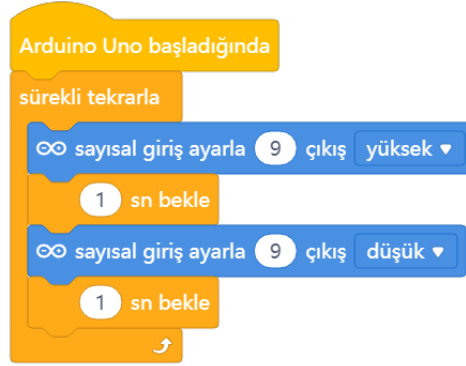 Arduino Uno başladığında
sürekli tekrarla
sayısal giriş ayarla 9 çıkış yüksek
1 sn bekle
sayısal giriş ayarla 9 çıkış düşük
1 sn bekle